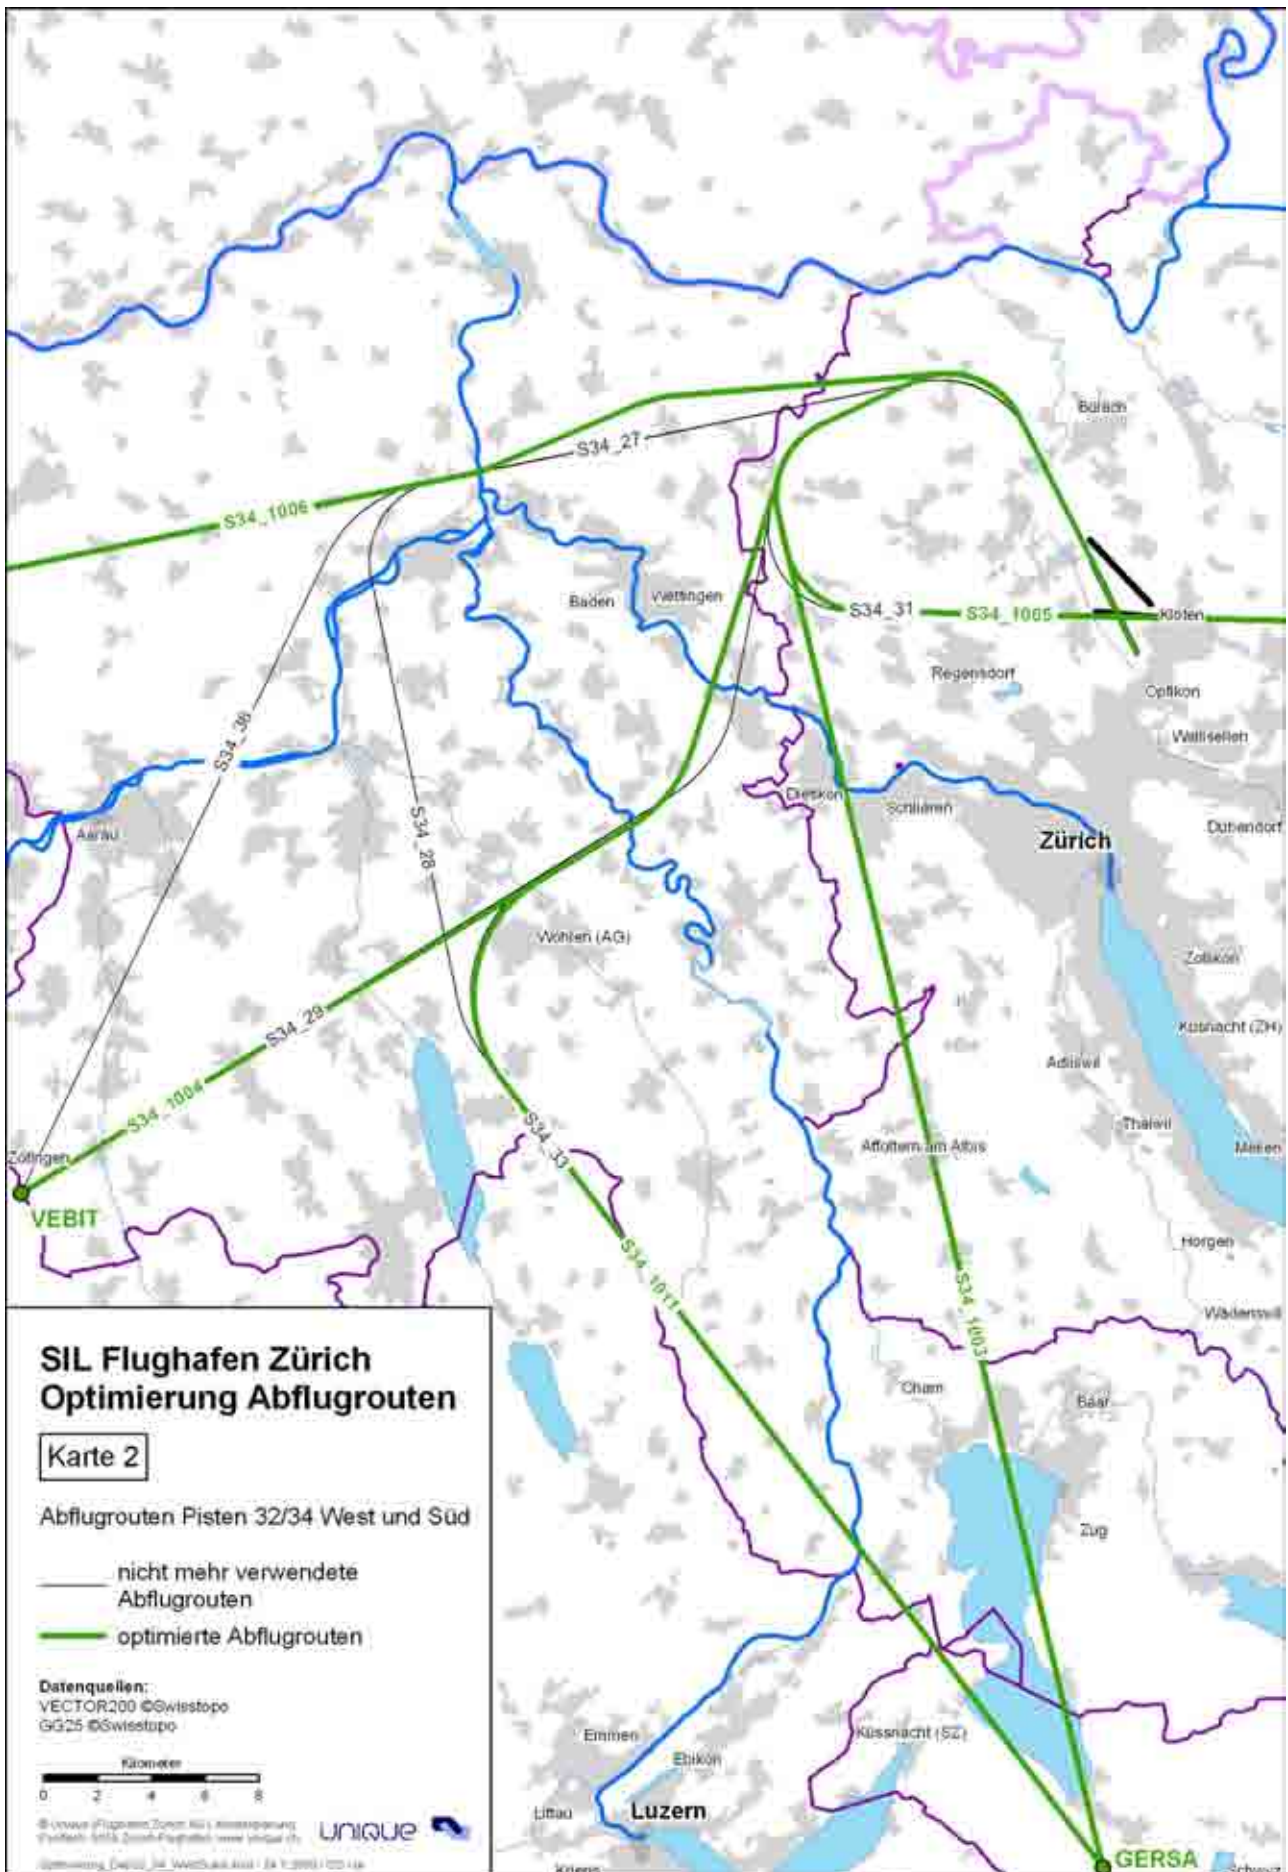 Bülach
S34_27
S34_1006
Baden
Wettingen
S34_31
S34_1005
Kloten
Regensdorf
Opfikon
Wallisellen
S34_36
Dietikon
Schlieren
Aarau
S34_28
Zürich
Dübendorf
Wohlen (AG)
Zollikon
S34_29
Küsnacht (ZH)
Adliswil
S34_1004
S34_33
Thalwil
Affoltern am Albis
Meilen
Zofingen
VEBIT
S34_1011
Horgen
S34_1003
Wädenswil
SIL Flughafen Zürich
Optimierung Abflugrouten
Karte 2
Cham
Baar
Abflugrouten Pisten 32/34 West und Süd
Zug
nicht mehr verwendete
Abflugrouten
optimierte Abflugrouten
Datenquellen:
VECTOR200 ©Swisstopo
GG25 ©Swisstopo
Emmen
Küssnacht (SZ)
Ebikon
Kilometer
0 2 4 6 8
Littau
Luzern
unique
GERSA
Kriens
Schwyz